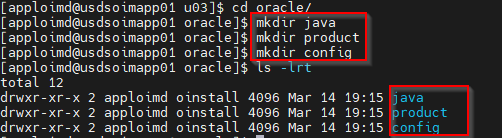 [apploimd@usdsoimapp01 u03]$ cd oracle/
[apploimd@usdsoimapp01 oracle]$ mkdir java
[apploimd@usdsoimapp01 oracle]$ mkdir product
[apploimd@usdsoimapp01 oracle]$ mkdir config
[apploimd@usdsoimapp01 oracle]$ ls -lrt
total 12
drwxr-xr-x 2 apploimd oinstall 4096 Mar 14 19:15 java
drwxr-xr-x 2 apploimd oinstall 4096 Mar 14 19:15 product
drwxr-xr-x 2 apploimd oinstall 4096 Mar 14 19:15 config